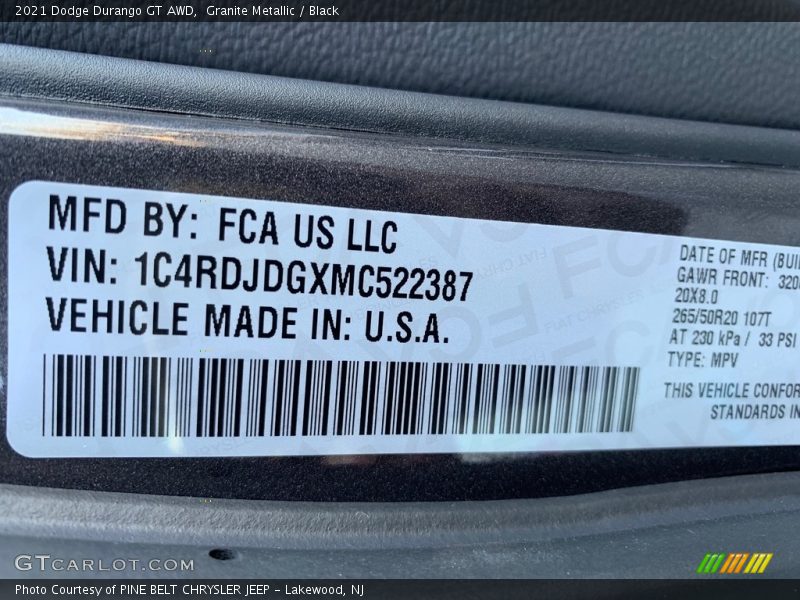 2021 Dodge Durango GT AWD,  Granite Metallic / Black
MFD BY: FCA US LLC
VIN: 1C4RDJDGXMC522387
VEHICLE MADE IN: U.S.A.
DATE OF MFR
GAWR FRONT:
20X8.0
265/50R20 107T
AT 230 kPa / 33 PSI
TYPE: MPV
THIS VEHICLE
STANDARDS
GTCARLOT.COM
Photo Courtesy of PINE BELT CHRYSLER JEEP - Lakewood, NJ